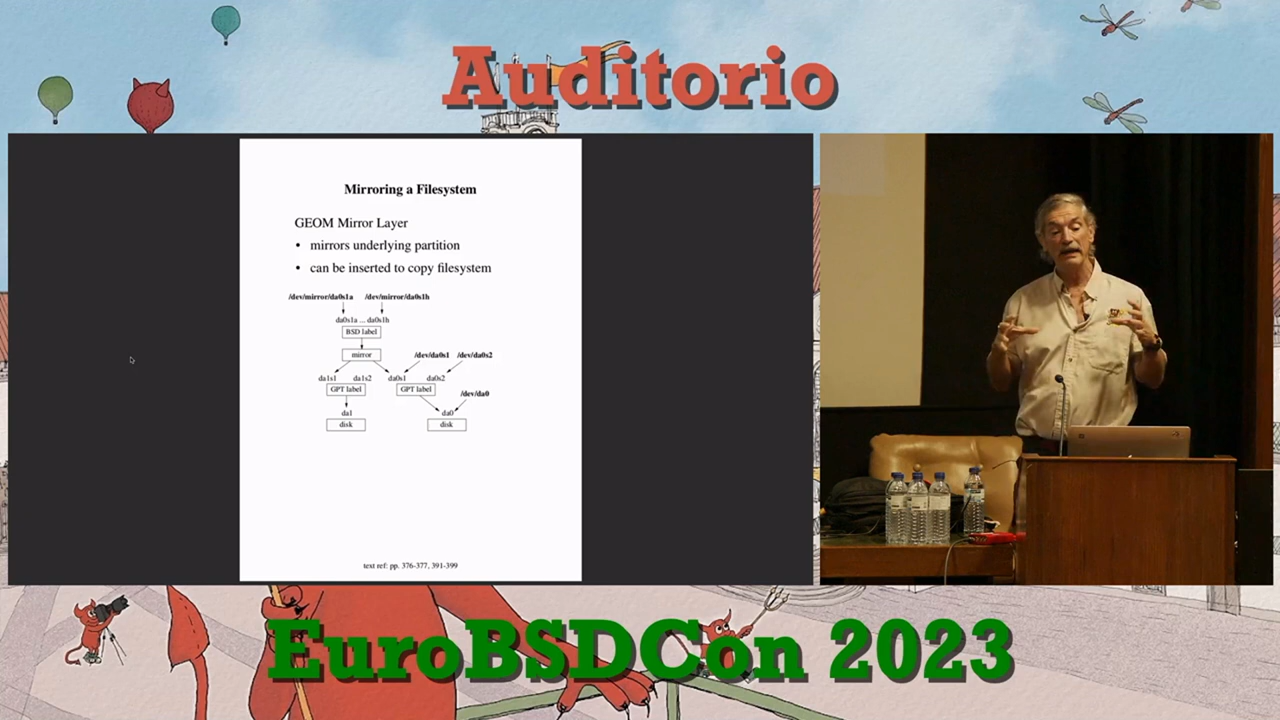 Auditorio
Mirroring a Filesystem
GEOM Mirror Layer
• mirrors underlying partition
• can be inserted to copy filesystem
/dev/mirror/da0s1a /dev/mirror/da0s1h
da0s1a ... da0s1h
BSD label
mirror
/dev/da0s1 /dev/da0s2
da1s1 da1s2 da0s1 da0s2
GPT label GPT label
/dev/da0
da1 da0
disk disk
text ref: pp. 376-377, 391-399
EuroBSDCon 2023